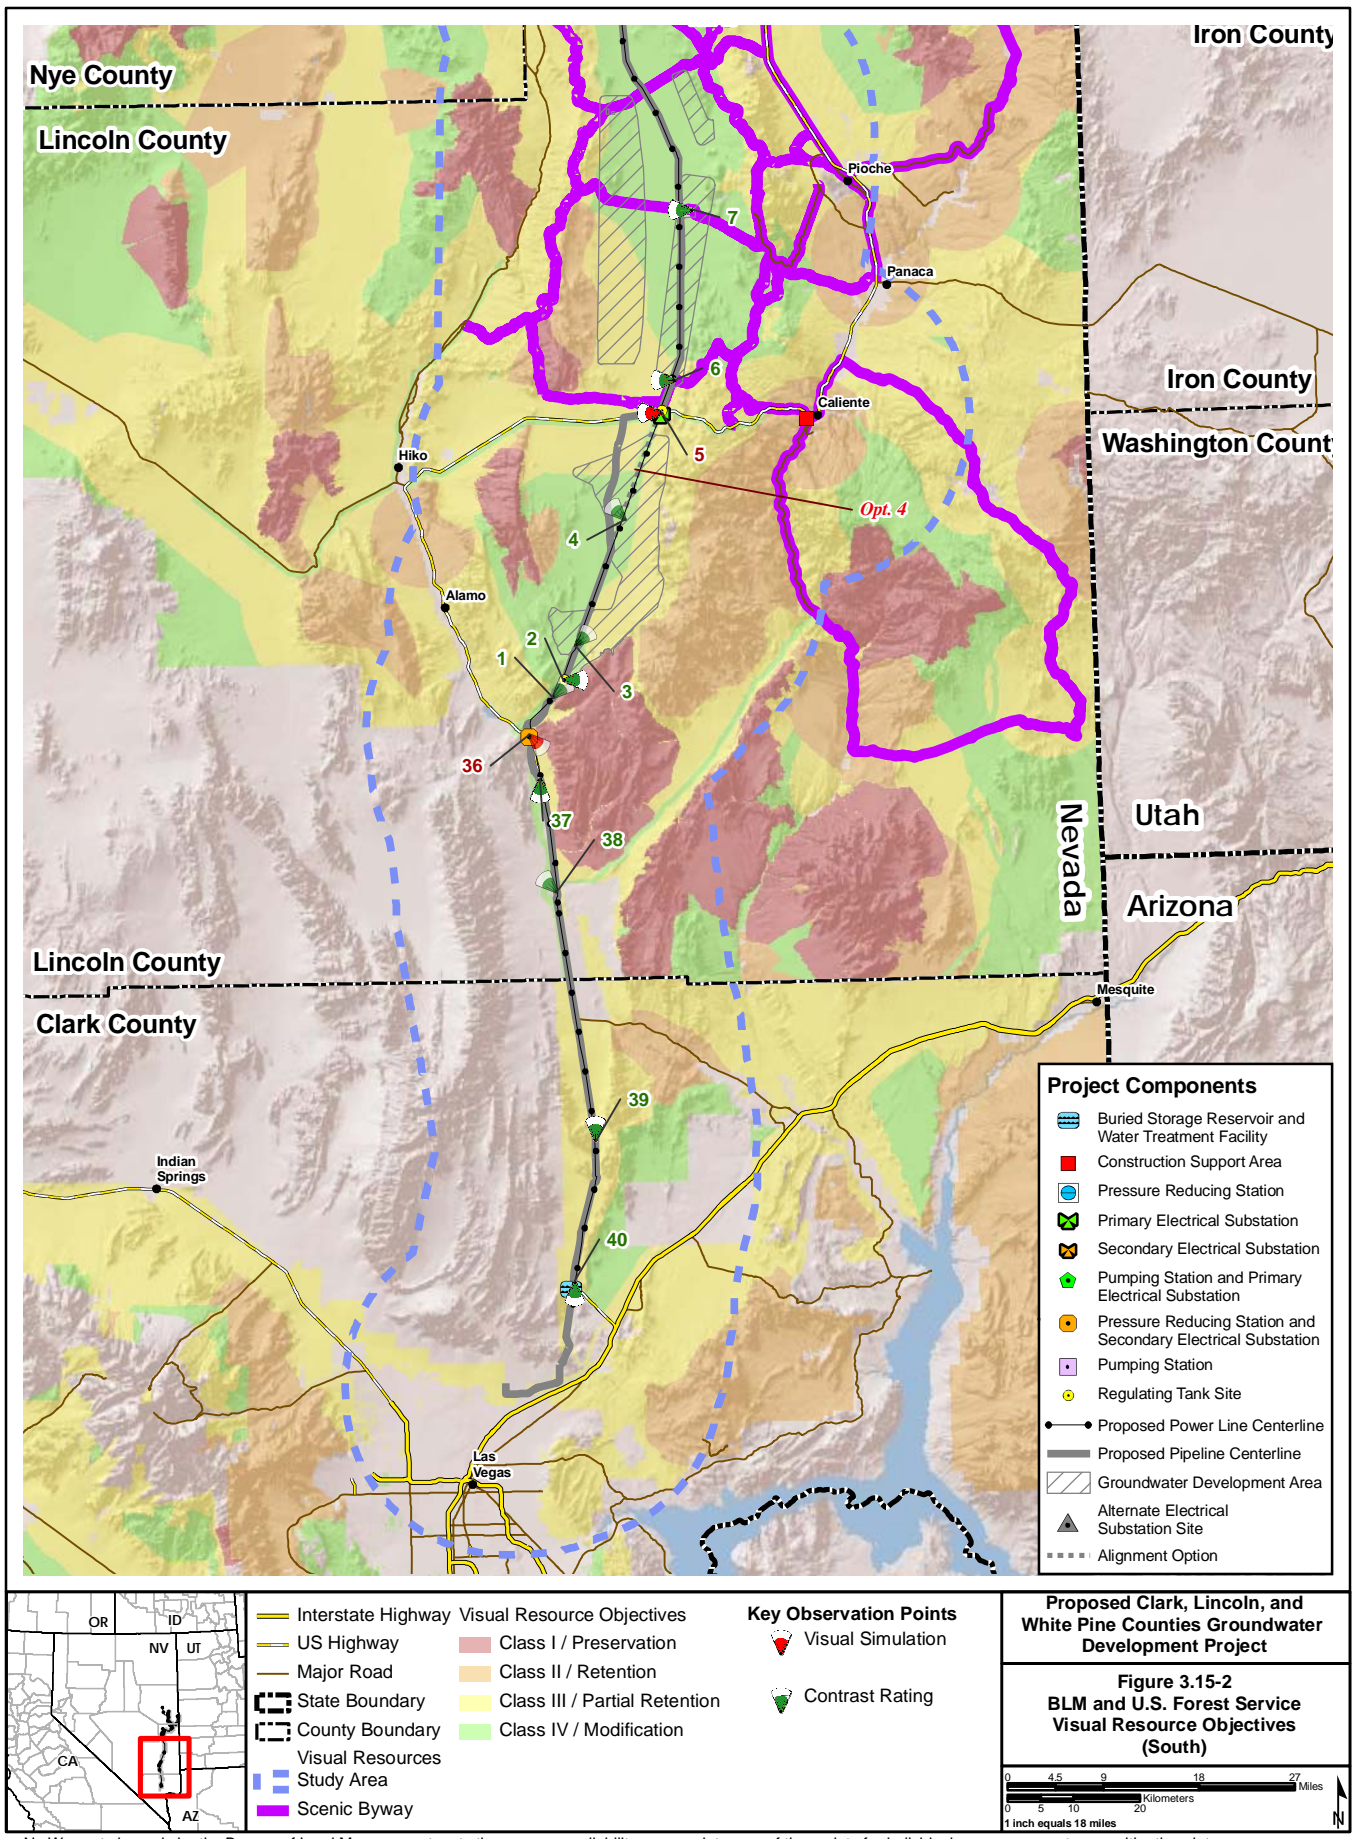 Iron County
Nye County
Lincoln County
Pioche
7
Panaca
6
Iron County
Caliente
Washington Count
5
Hiko
Opt. 4
4
Alamo
2
1
3
36
37
38
Nevada
Utah
Arizona
Lincoln County
Mesquite
Clark County
39
Indian
Springs
40
Las
Vegas
Project Components
Buried Storage Reservoir and
Water Treatment Facility
Construction Support Area
Pressure Reducing Station
Primary Electrical Substation
Secondary Electrical Substation
Pumping Station and Primary
Electrical Substation
Pressure Reducing Station and
Secondary Electrical Substation
Pumping Station
Regulating Tank Site
Proposed Power Line Centerline
Proposed Pipeline Centerline
Groundwater Development Area
Alternate Electrical
Substation Site
Alignment Option
OR
ID
NV
UT
CA
AZ
Interstate Highway
US Highway
Major Road
State Boundary
County Boundary
Visual Resources
Study Area
Scenic Byway
Visual Resource Objectives
Class I / Preservation
Class II / Retention
Class III / Partial Retention
Class IV / Modification
Key Observation Points
Visual Simulation
Contrast Rating
Proposed Clark, Lincoln, and
White Pine Counties Groundwater
Development Project
Figure 3.15-2
BLM and U.S. Forest Service
Visual Resource Objectives
(South)
0 4.5 9 18 27
Miles
Kilometers
0 5 10 20
1 inch equals 18 miles
N